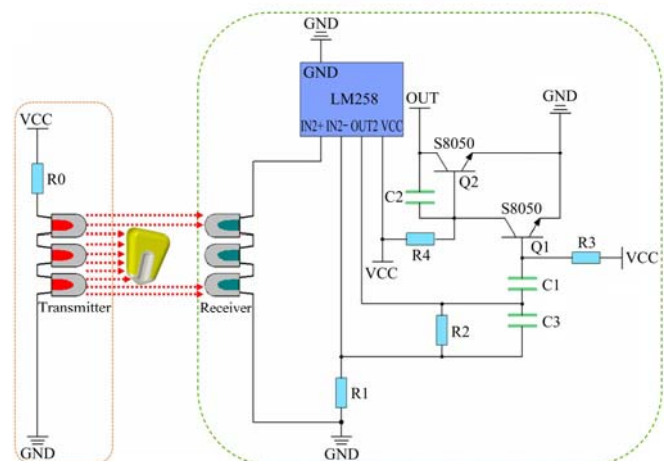 VCC
R0
Transmitter
GND
Receiver
GND
GND
LM258
IN2+ IN2- OUT2 VCC
OUT
GND
S8050
Q2
C2
S8050
Q1
R3
VCC
R4
VCC
C1
C3
R2
R1
GND